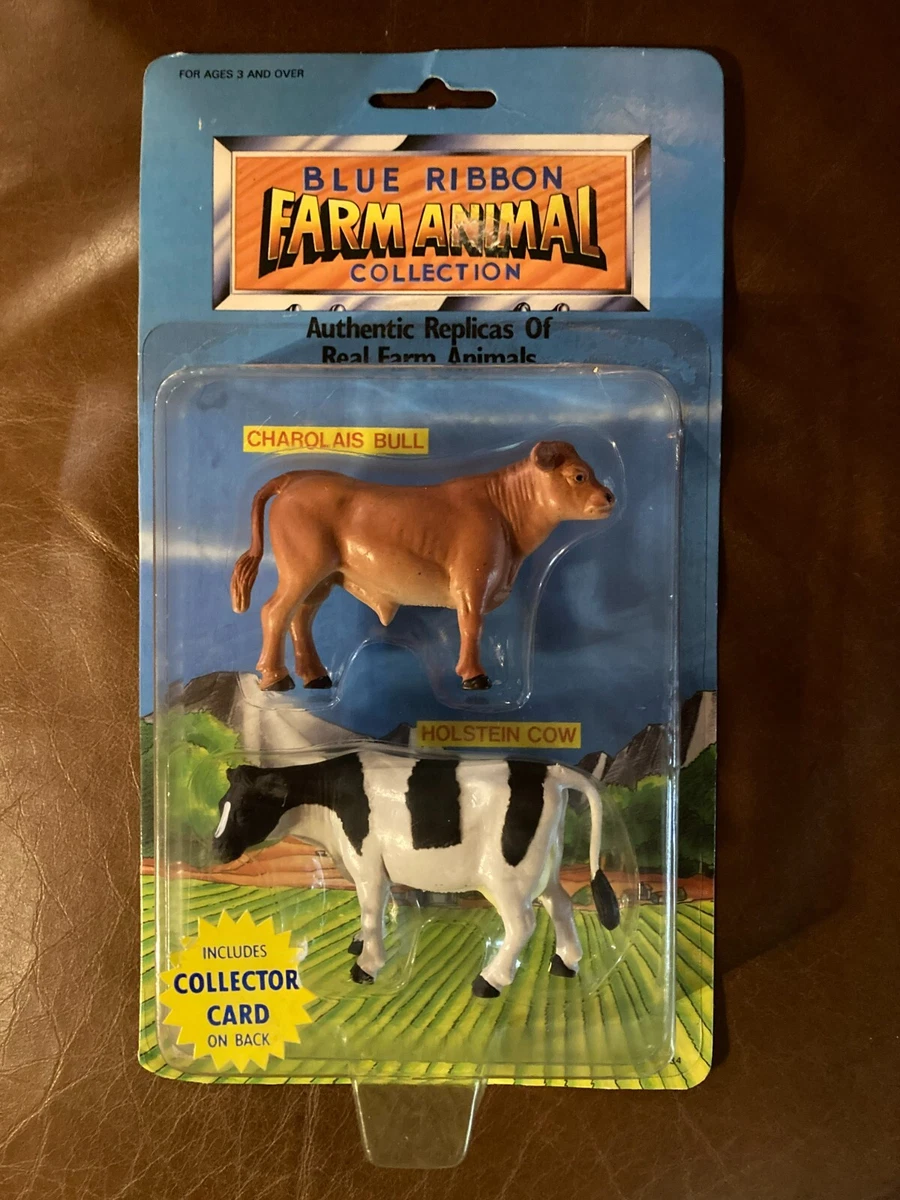 FOR AGES 3 AND OVER
BLUE RIBBON
FARM ANIMAL
COLLECTION
Authentic Replicas Of
Real Farm Animals
CHAROLAIS BULL
HOLSTEIN COW
INCLUDES
COLLECTOR
CARD
ON BACK